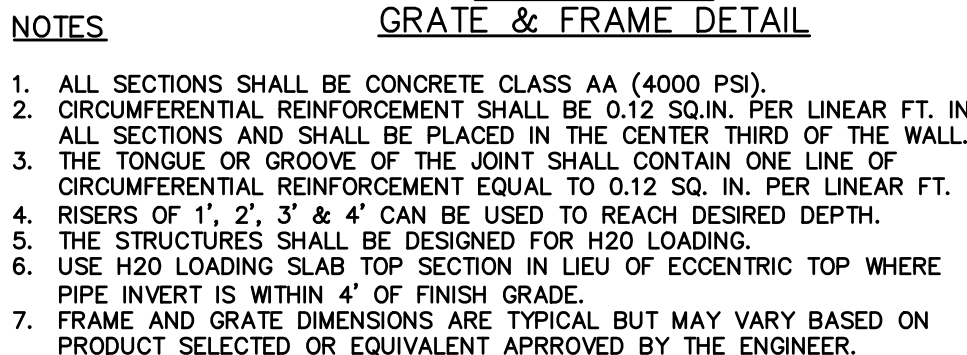 NOTES
GRATE & FRAME DETAIL
1. ALL SECTIONS SHALL BE CONCRETE CLASS AA (4000 PSI).
2. CIRCUMFERENTIAL REINFORCEMENT SHALL BE 0.12 SQ.IN. PER LINEAR FT. IN
ALL SECTIONS AND SHALL BE PLACED IN THE CENTER THIRD OF THE WALL.
3. THE TONGUE OR GROOVE OF THE JOINT SHALL CONTAIN ONE LINE OF
CIRCUMFERENTIAL REINFORCEMENT EQUAL TO 0.12 SQ. IN. PER LINEAR FT.
4. RISERS OF 1', 2', 3' & 4' CAN BE USED TO REACH DESIRED DEPTH.
5. THE STRUCTURES SHALL BE DESIGNED FOR H20 LOADING.
6. USE H20 LOADING SLAB TOP SECTION IN LIEU OF ECCENTRIC TOP WHERE
PIPE INVERT IS WITHIN 4' OF FINISH GRADE.
7. FRAME AND GRATE DIMENSIONS ARE TYPICAL BUT MAY VARY BASED ON
PRODUCT SELECTED OR EQUIVALENT APRROVED BY THE ENGINEER.